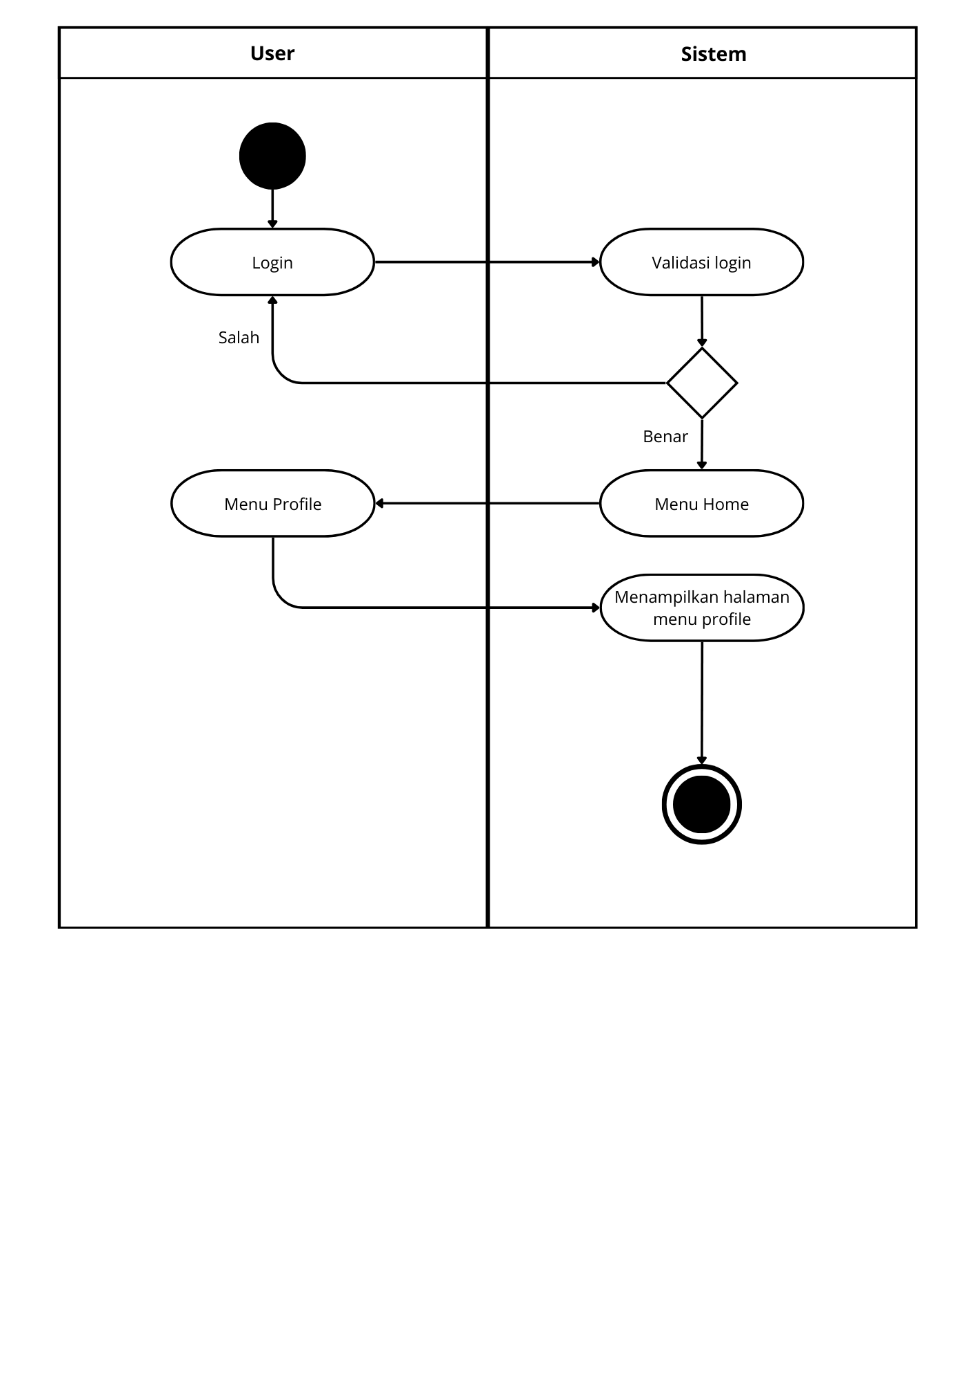 User
Sistem
Login
Validasi login
Salah
Benar
Menu Profile
Menu Home
Menampilkan halaman
menu profile